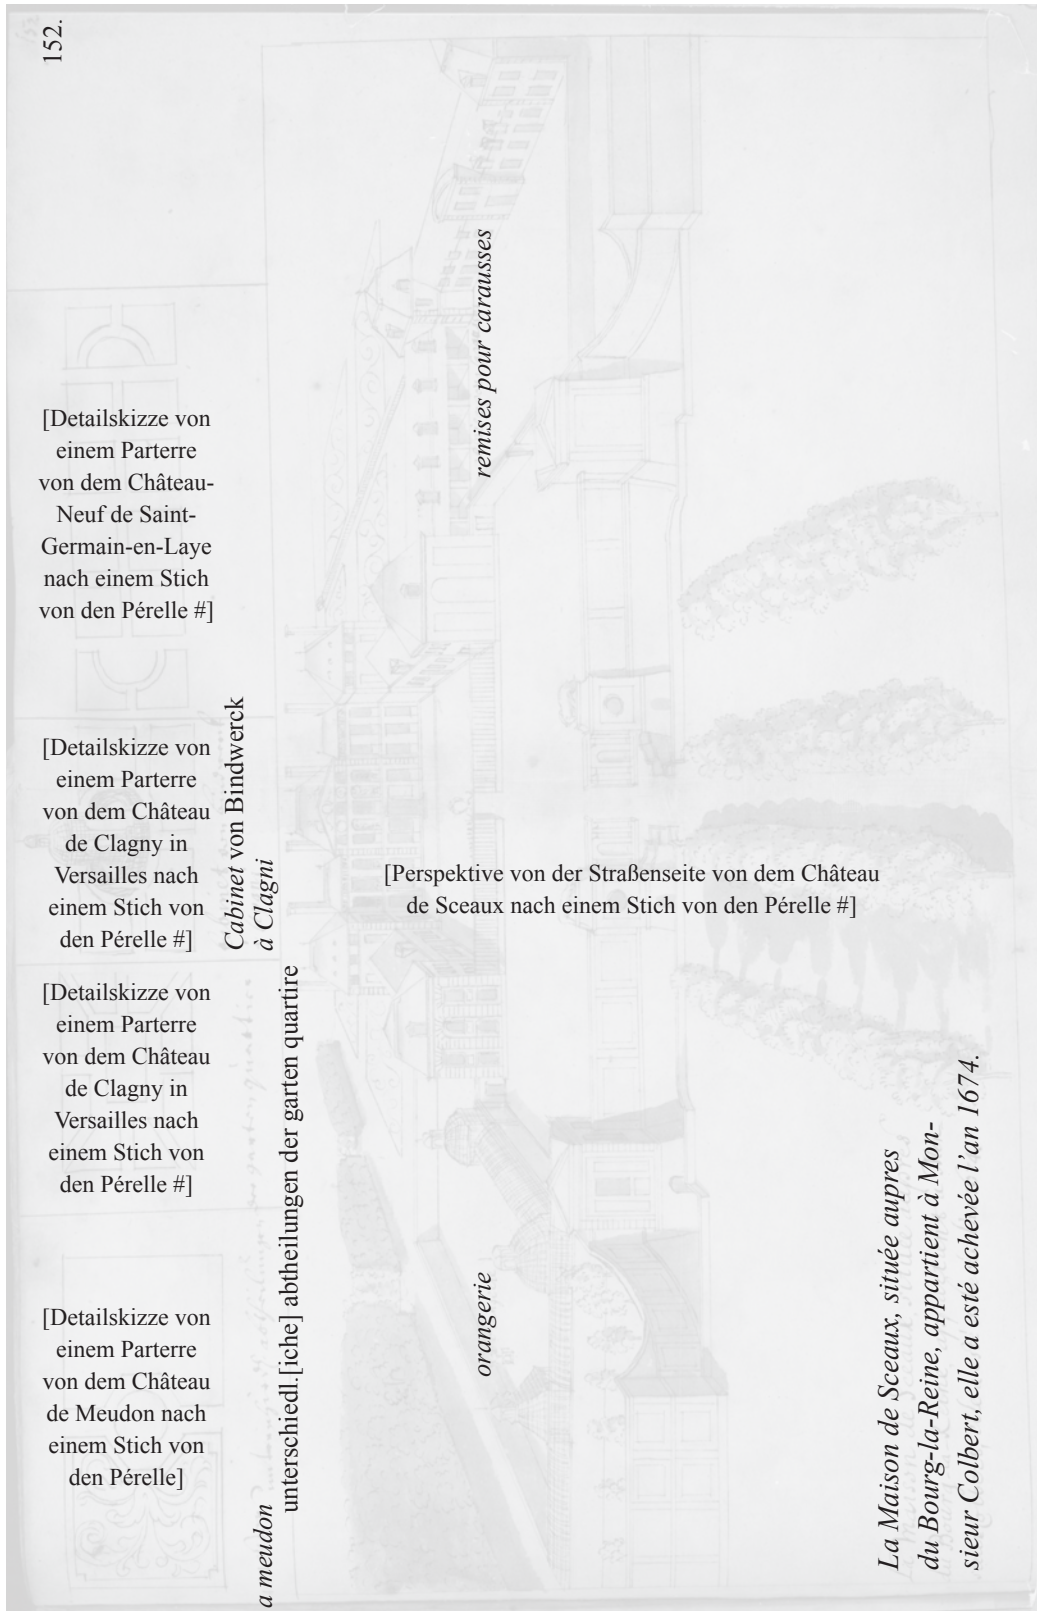 152.
[Detailskizze von
einem Parterre
von dem Château-
Neuf de Saint-
Germain-en-Laye
nach einem Stich
von den Pérelle #]
[Detailskizze von
einem Parterre
von dem Château
de Clagny in
Versailles nach
einem Stich von
den Pérelle #]
Cabinet von Bindwerck
à Clagni
[Detailskizze von
einem Parterre
von dem Château
de Clagny in
Versailles nach
einem Stich von
den Pérelle #]
[Detailskizze von
einem Parterre
von dem Château
de Meudon nach
einem Stich von
den Pérelle]
a meudon
unterschiedl.[iche] abtheilungen der garten quartire
remises pour carausses
[Perspektive von der Straßenseite von dem Château
de Sceaux nach einem Stich von den Pérelle #]
orangerie
La Maison de Sceaux, située aupres
du Bourg-la-Reine, appartient à Mon-
sieur Colbert, elle a esté achevée l'an 1674.